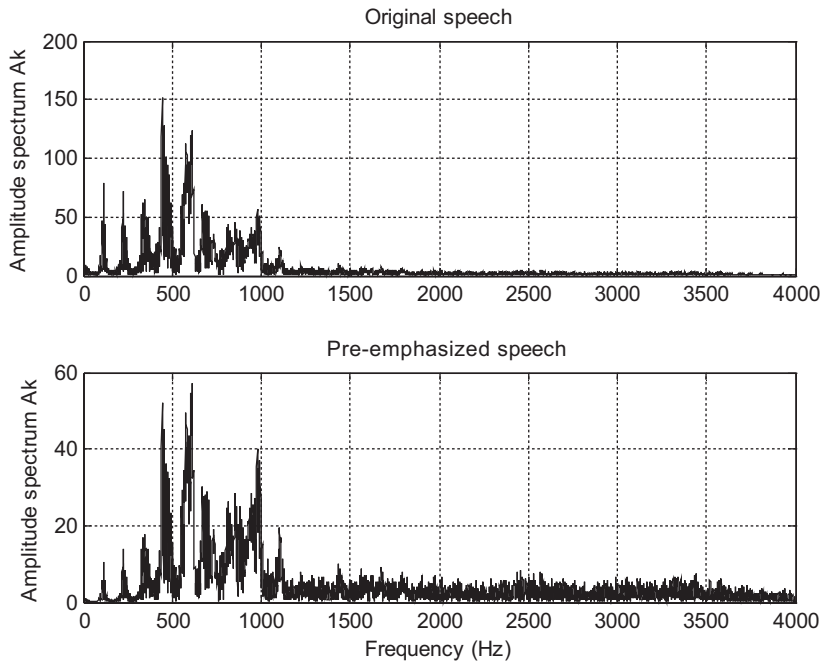 Original speech
Amplitude spectrum Ak
200
150
100
50
0
0 500 1000 1500 2000 2500 3000 3500 4000
Pre-emphasized speech
Amplitude spectrum Ak
60
40
20
0
0 500 1000 1500 2000 2500 3000 3500 4000
Frequency (Hz)